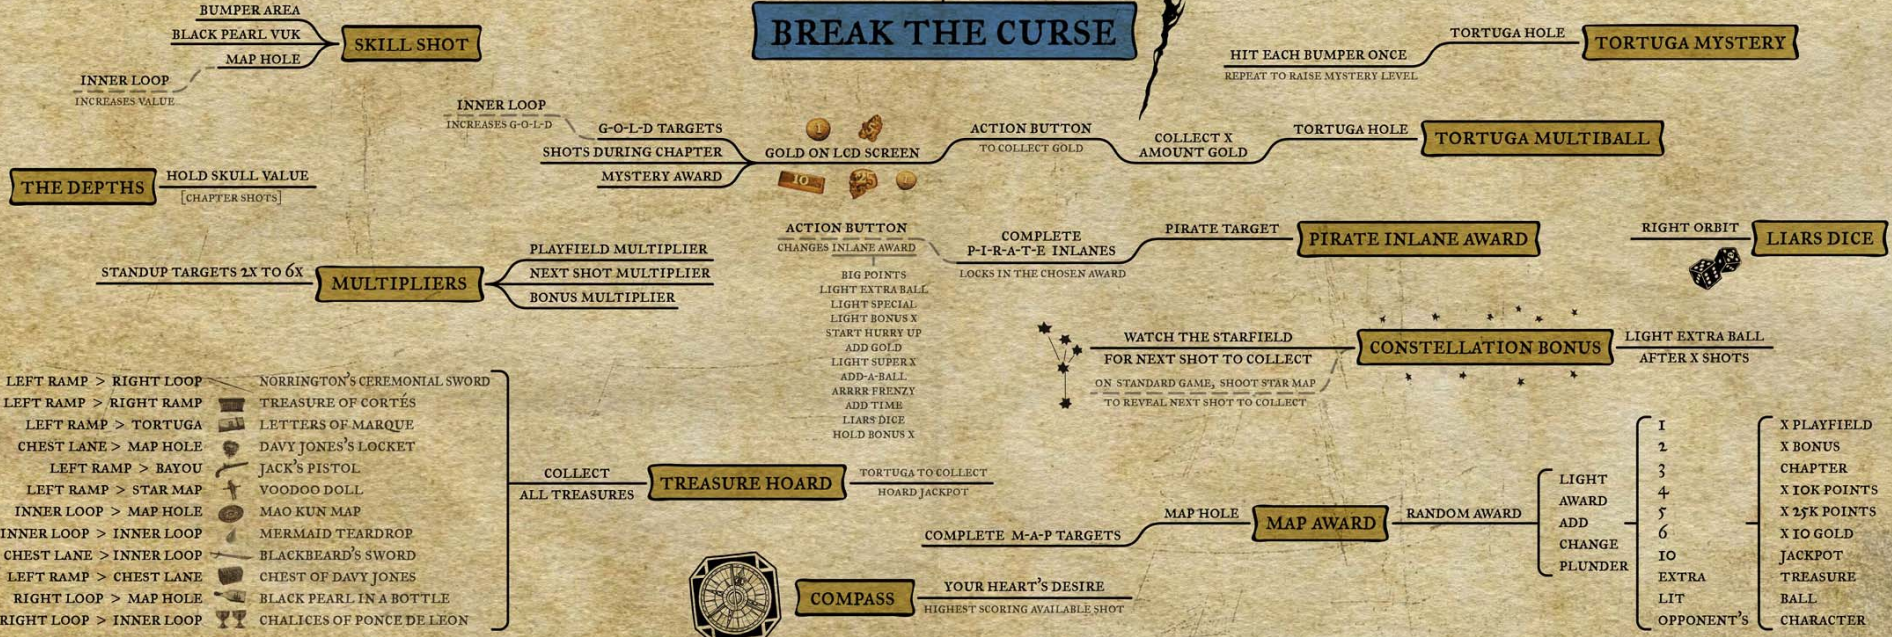 BREAK THE CURSE
BUMPER AREA
BLACK PEARL VUK
MAP HOLE
SKILL SHOT
INNER LOOP
INCREASES VALUE
HIT EACH BUMPER ONCE
REPEAT TO RAISE MYSTERY LEVEL
TORTUGA HOLE
TORTUGA MYSTERY
INNER LOOP
INCREASES G-O-L-D
G-O-L-D TARGETS
SHOTS DURING CHAPTER
MYSTERY AWARD
GOLD ON LCD SCREEN
1
10
25
1
ACTION BUTTON
TO COLLECT GOLD
COLLECT X
AMOUNT GOLD
TORTUGA HOLE
TORTUGA MULTIBALL
THE DEPTHS
HOLD SKULL VALUE
[CHAPTER SHOTS]
ACTION BUTTON
CHANGES INLANE AWARD
BIG POINTS
LIGHT EXTRA BALL
LIGHT SPECIAL
LIGHT BONUS X
START HURRY UP
ADD GOLD
LIGHT SUPER X
ADD-A-BALL
ARRRR FRENZY
ADD TIME
LIARS DICE
HOLD BONUS X
COMPLETE
P-I-R-A-T-E INLANES
LOCKS IN THE CHOSEN AWARD
PIRATE TARGET
PIRATE INLANE AWARD
RIGHT ORBIT
LIARS DICE
STANDUP TARGETS 2X TO 6X
MULTIPLIERS
PLAYFIELD MULTIPLIER
NEXT SHOT MULTIPLIER
BONUS MULTIPLIER
WATCH THE STARFIELD
FOR NEXT SHOT TO COLLECT
ON STANDARD GAME, SHOOT STAR MAP
TO REVEAL NEXT SHOT TO COLLECT
CONSTELLATION BONUS
LIGHT EXTRA BALL
AFTER X SHOTS
LEFT RAMP > RIGHT LOOP NORRINGTON'S CEREMONIAL SWORD
LEFT RAMP > RIGHT RAMP TREASURE OF CORTÉS
LEFT RAMP > TORTUGA LETTERS OF MARQUE
CHEST LANE > MAP HOLE DAVY JONES'S LOCKET
LEFT RAMP > BAYOU JACK'S PISTOL
LEFT RAMP > STAR MAP VOODOO DOLL
INNER LOOP > MAP HOLE MAO KUN MAP
INNER LOOP > INNER LOOP MERMAID TEARDROP
CHEST LANE > INNER LOOP BLACKBEARD'S SWORD
LEFT RAMP > CHEST LANE CHEST OF DAVY JONES
RIGHT LOOP > MAP HOLE BLACK PEARL IN A BOTTLE
RIGHT LOOP > INNER LOOP CHALICES OF PONCE DE LEON
COLLECT
ALL TREASURES
TREASURE HOARD
TORTUGA TO COLLECT
HOARD JACKPOT
COMPLETE M-A-P TARGETS
MAP HOLE
MAP AWARD
RANDOM AWARD
LIGHT
AWARD
ADD
CHANGE
PLUNDER
1
2
3
4
5
6
10
EXTRA
LIT
OPPONENT'S
X PLAYFIELD
X BONUS
CHAPTER
X 10K POINTS
X 25K POINTS
X 10 GOLD
JACKPOT
TREASURE
BALL
CHARACTER
COMPASS
YOUR HEART'S DESIRE
HIGHEST SCORING AVAILABLE SHOT